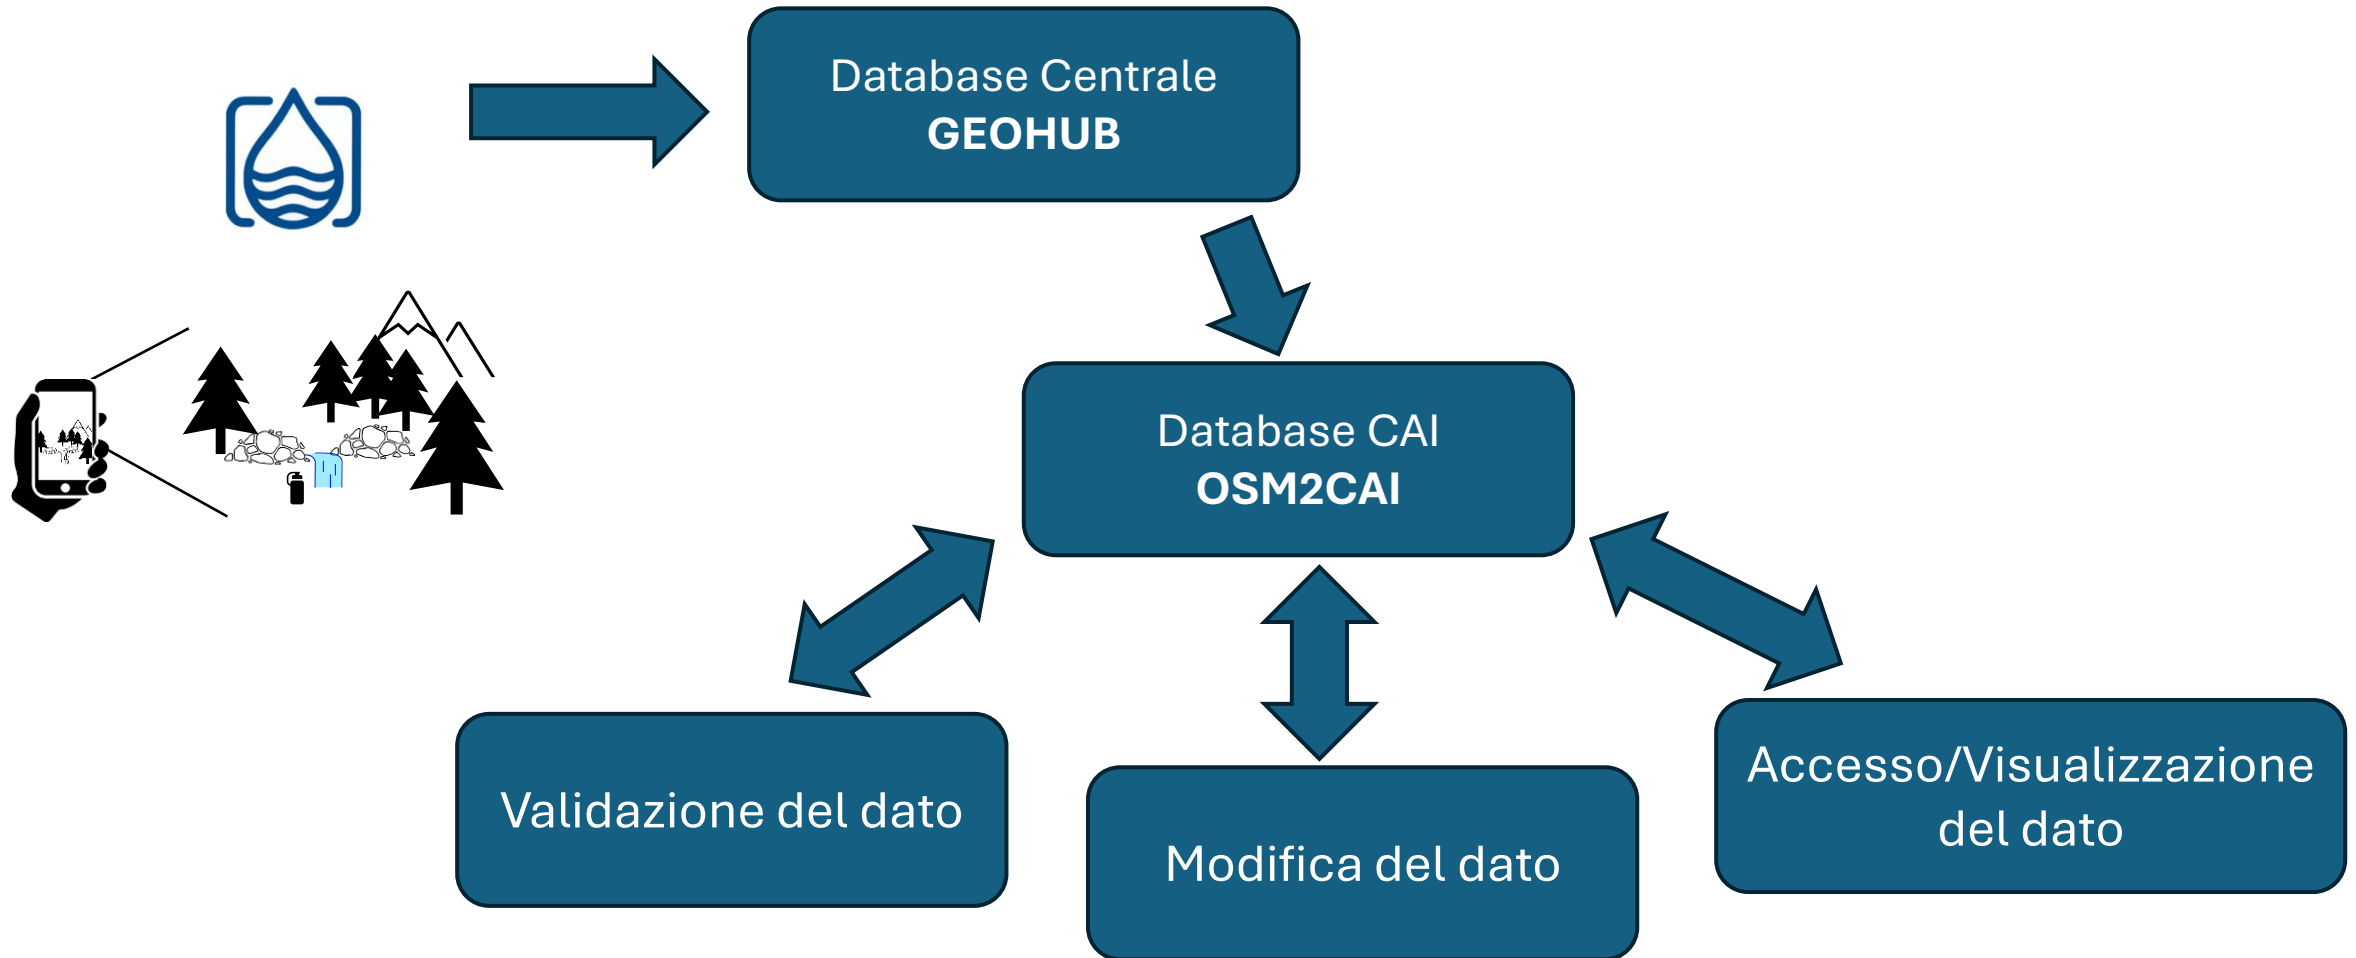 Database Centrale
GEOHUB
Database CAI
OSM2CAI
Validazione del dato
Modifica del dato
Accesso/Visualizzazione
del dato